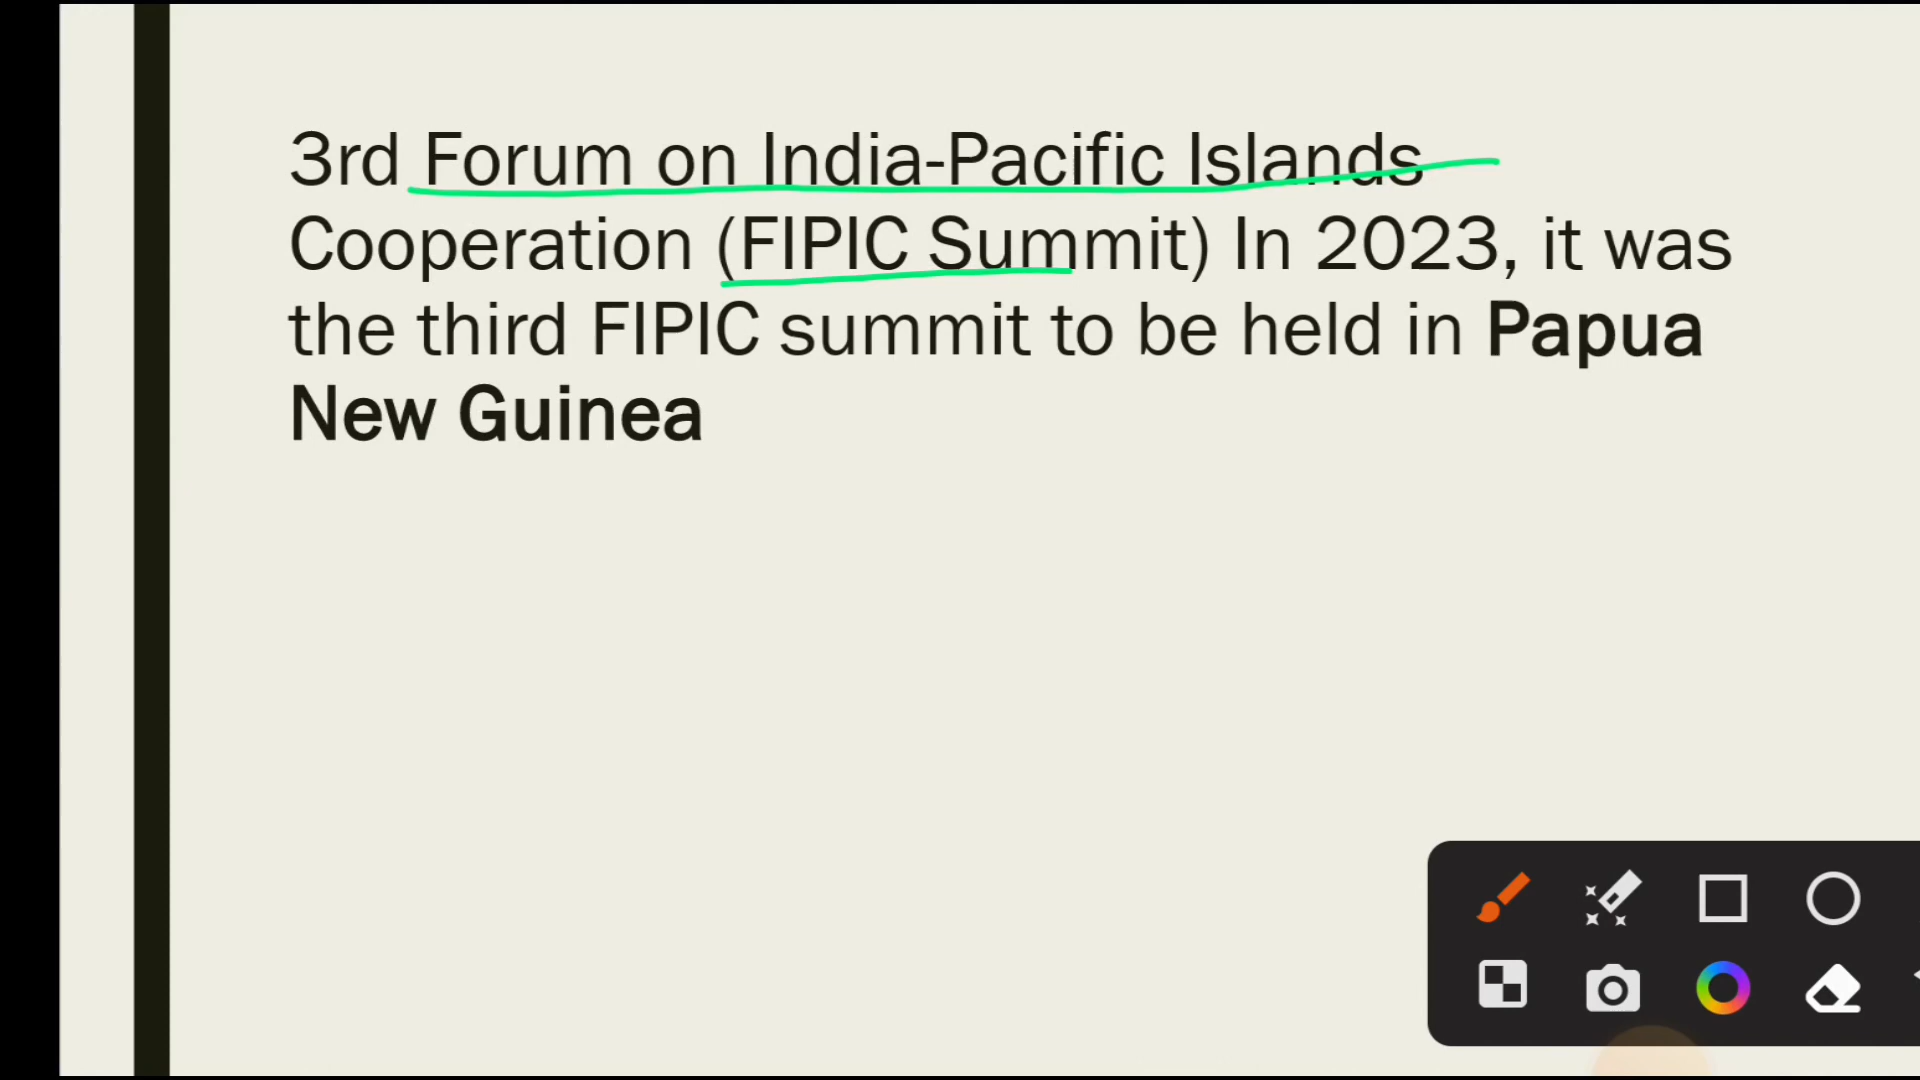 3rd Forum on India-Pacific Islands
Cooperation (FIPIC Summit) In 2023, it was
the third FIPIC summit to be held in Papua
New Guinea